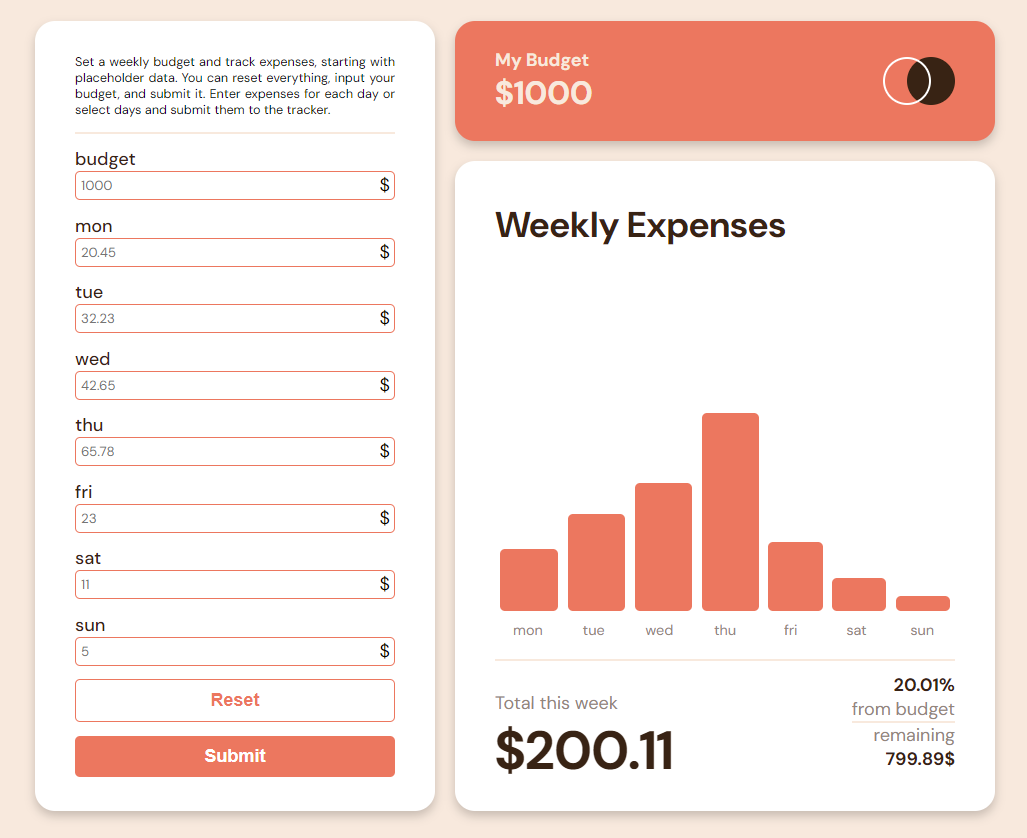 Set a weekly budget and track expenses, starting with
placeholder data. You can reset everything, input your
budget, and submit it. Enter expenses for each day or
select days and submit them to the tracker.
budget
1000 $
mon
20.45 $
tue
32.23 $
wed
42.65 $
thu
65.78 $
fri
23 $
sat
11 $
sun
5 $
Reset
Submit
My Budget
$1000
Weekly Expenses
mon tue wed thu fri sat sun
Total this week
$200.11
20.01%
from budget
remaining
799.89$